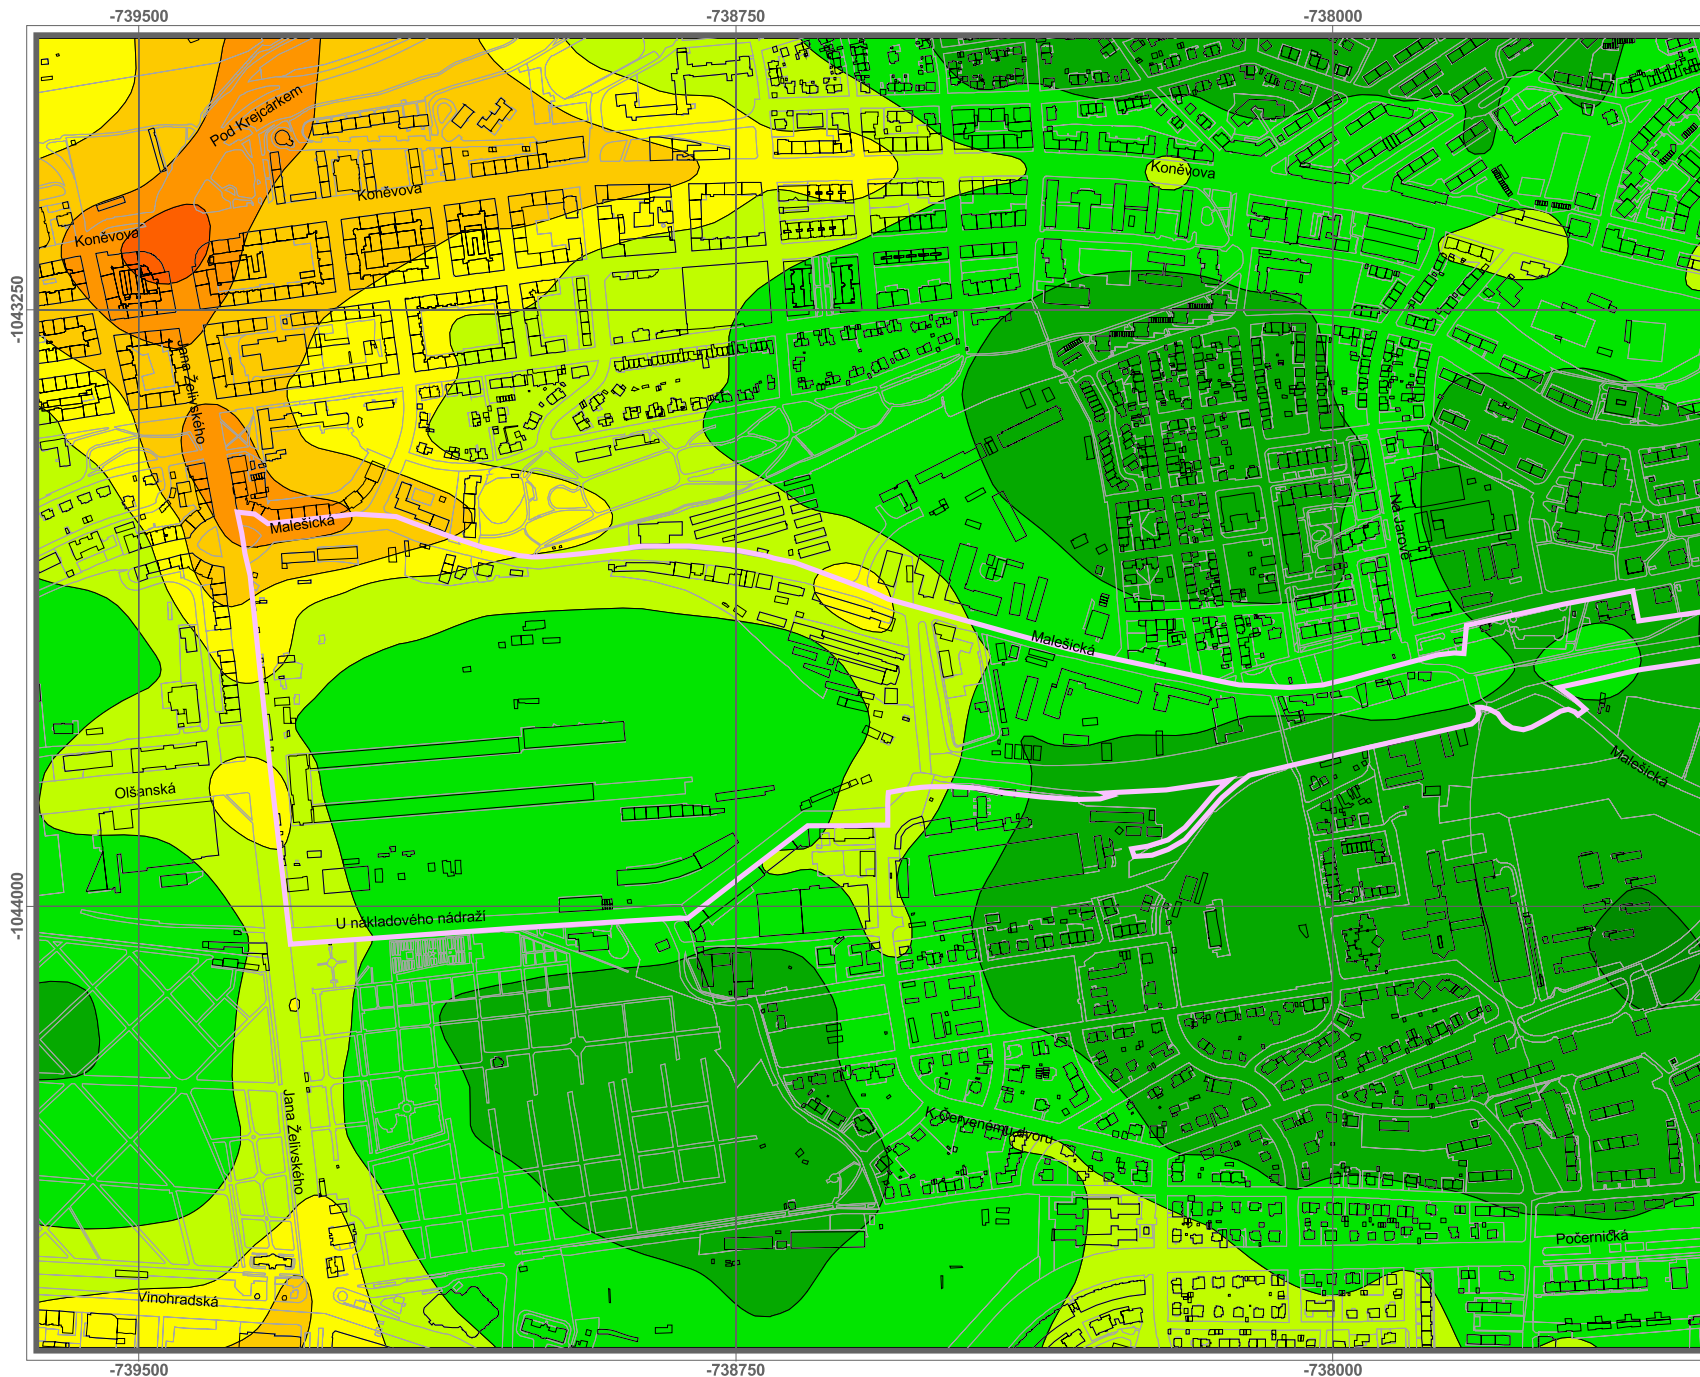 -739500 -738750 -738000
Pod Krejcárkem
Koněvova
Koněvova
Koněvova
-1043250
Jana Želivského
Malešická
Na Jarově
Malešická
Malešická
Olšanská
-1044000
U nákladového nádraží
Jana Želivského
K Červenému dvoru
Počernická
Vinohradská
-739500 -738750 -738000